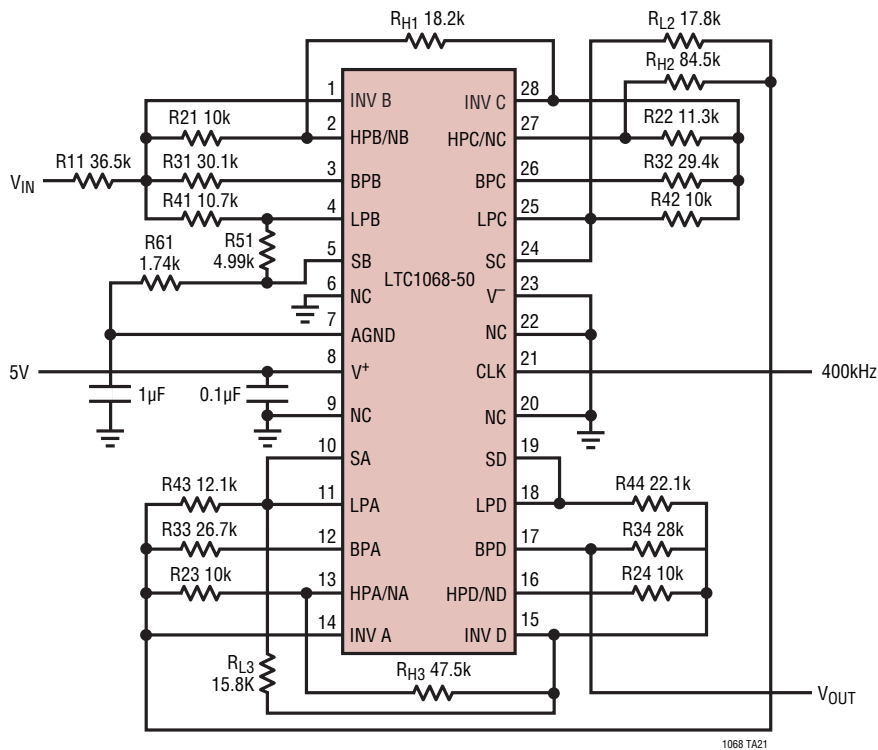 RH1 18.2k
RL2 17.8k
RH2 84.5k
1
INV B
INV C
28
R21 10k
2
HPB/NB
HPC/NC
27
R22 11.3k
R11 36.5k
VIN
R31 30.1k
3
BPB
BPC
26
R32 29.4k
R41 10.7k
4
LPB
LPC
25
R42 10k
R51
4.99k
R61
1.74k
5
SB
SC
24
LTC1068-50
6
NC
V–
23
7
AGND
NC
22
5V
8
V+
CLK
21
400kHz
1µF
0.1µF
9
NC
NC
20
10
SA
SD
19
R43 12.1k
11
LPA
LPD
18
R44 22.1k
R33 26.7k
12
BPA
BPD
17
R34 28k
R23 10k
13
HPA/NA
HPD/ND
16
R24 10k
14
INV A
INV D
15
RL3
15.8K
RH3 47.5k
VOUT
1068 TA21